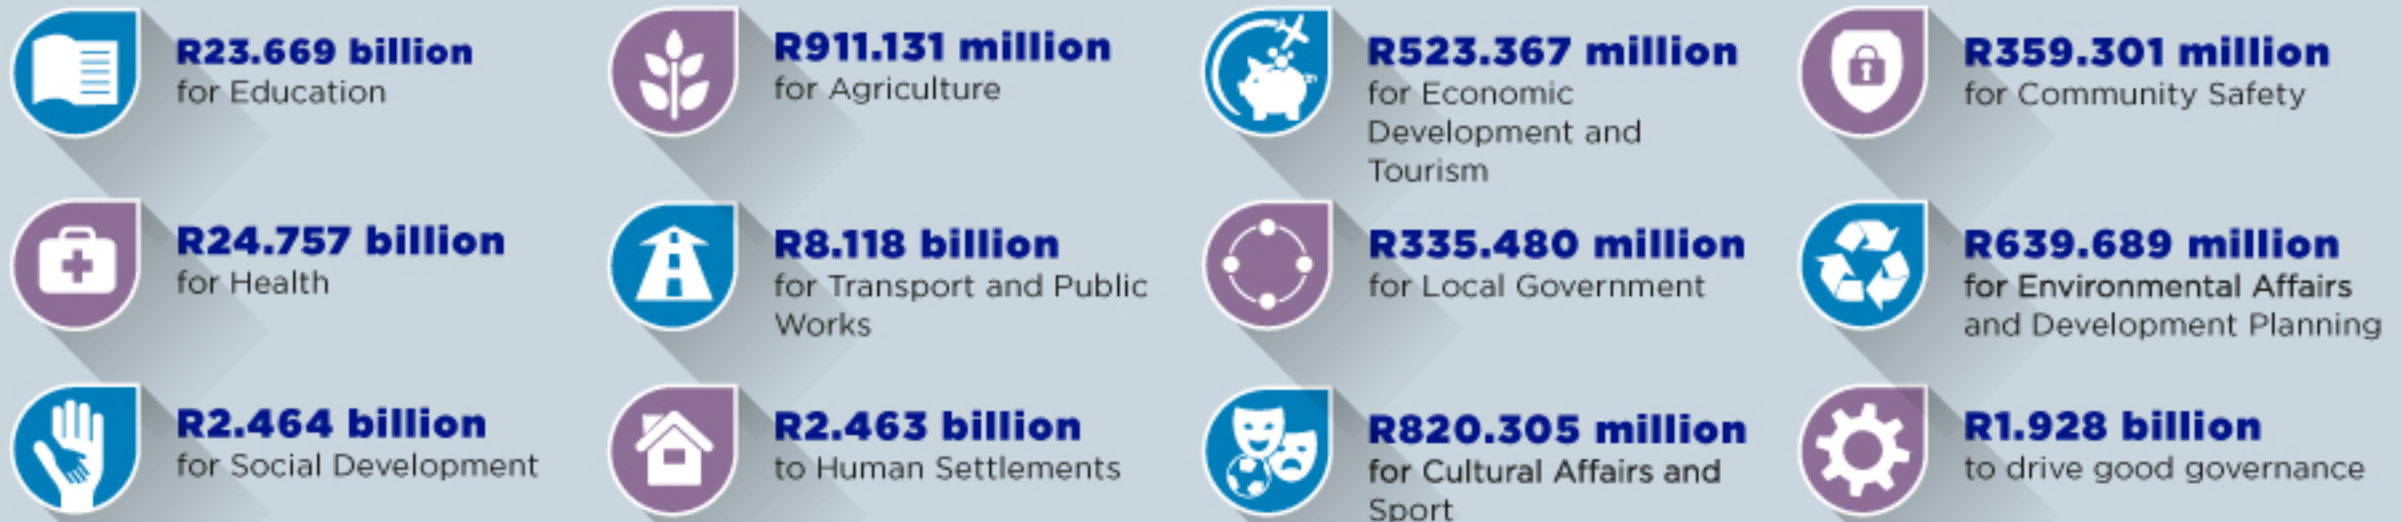 R23.669 billion
for Education
R911.131 million
for Agriculture
R523.367 million
for Economic
Development and
Tourism
R359.301 million
for Community Safety
R24.757 billion
for Health
R8.118 billion
for Transport and Public
Works
R335.480 million
for Local Government
R639.689 million
for Environmental Affairs
and Development Planning
R2.464 billion
for Social Development
R2.463 billion
to Human Settlements
R820.305 million
for Cultural Affairs and
Sport
R1.928 billion
to drive good governance